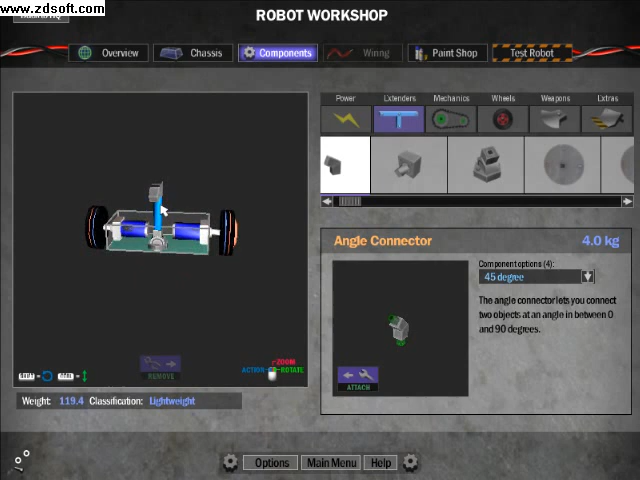 www.zdsoft.com
ROBOT WORKSHOP
Overview
Chassis
Components
Wiring
Paint Shop
Test Robot
Power
Extenders
Mechanics
Wheels
Weapons
Extras
Angle Connector
4.0 kg
Component options (4):
45 degree
The angle connector lets you connect
two objects at an angle in between 0
and 90 degrees.
ATTACH
REMOVE
SHIFT
ZOOM
ROTATE
Weight: 119.4 Classification: Lightweight
Options
Main Menu
Help